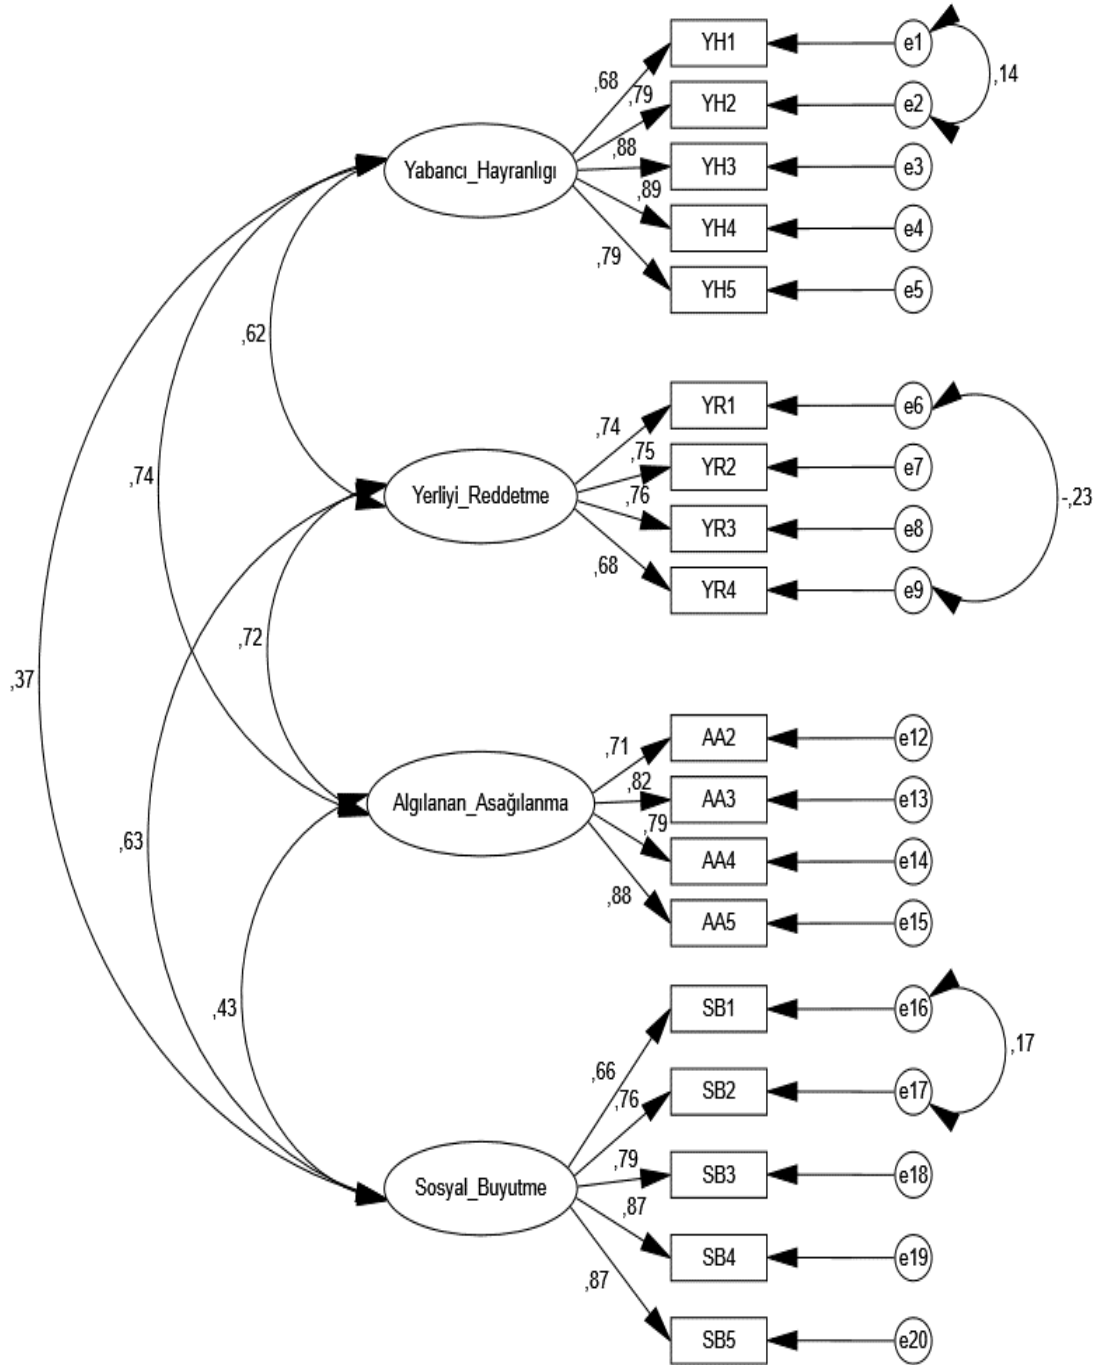 YH1
e1
,68
,14
,79
YH2
e2
,88
Yabancı_Hayranlıgı
YH3
e3
,89
YH4
e4
,79
YH5
e5
,62
YR1
e6
,74
,75
YR2
e7
,74
Yerliyi_Reddetme
,76
-,23
YR3
e8
,68
YR4
e9
,72
,37
AA2
e12
,71
,82
Algılanan_Asağılanma
AA3
e13
,79
,63
AA4
e14
,88
AA5
e15
,43
SB1
e16
,17
,66
SB2
e17
,76
,79
Sosyal_Buyutme
SB3
e18
,87
SB4
e19
,87
SB5
e20